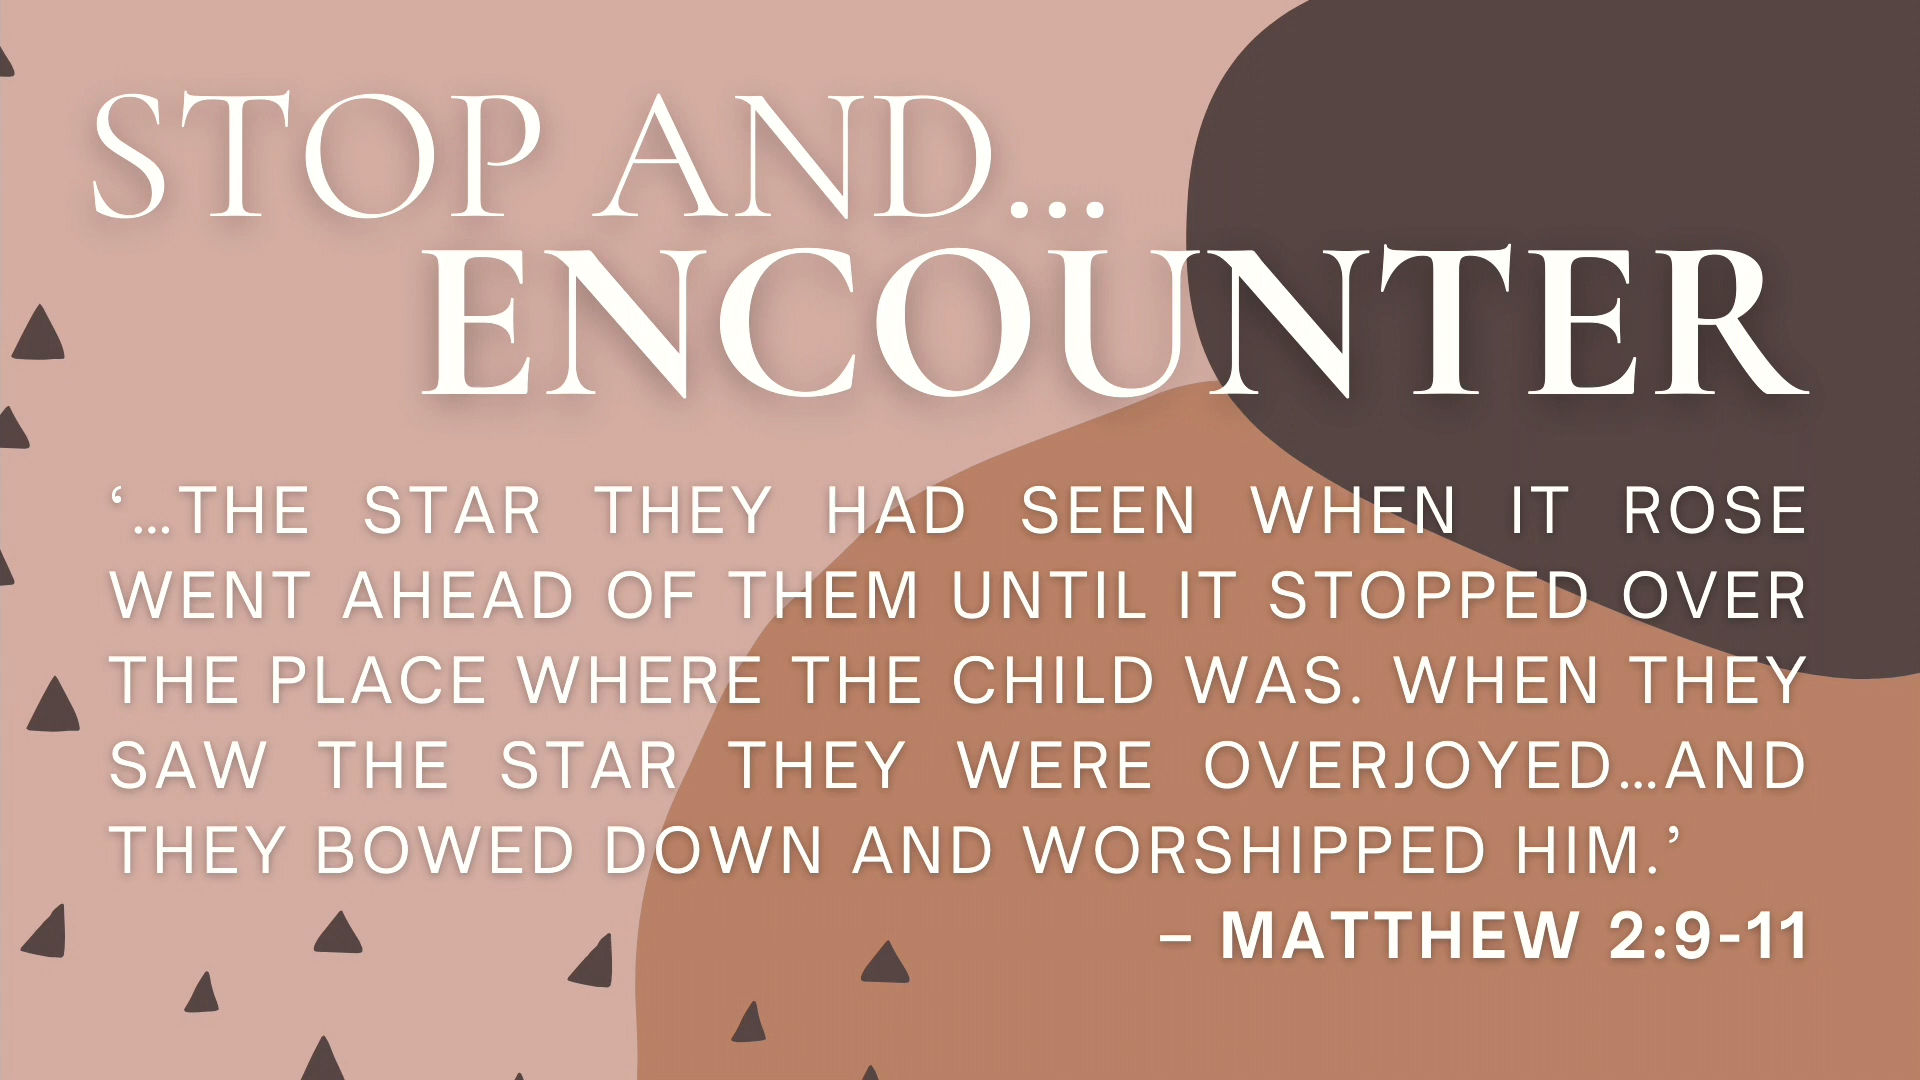 STOP AND...
ENCOUNTER
‘...THE STAR THEY HAD SEEN WHEN IT ROSE
WENT AHEAD OF THEM UNTIL IT STOPPED OVER
THE PLACE WHERE THE CHILD WAS. WHEN THEY
SAW THE STAR THEY WERE OVERJOYED...AND
THEY BOWED DOWN AND WORSHIPPED HIM.’
– MATTHEW 2:9-11